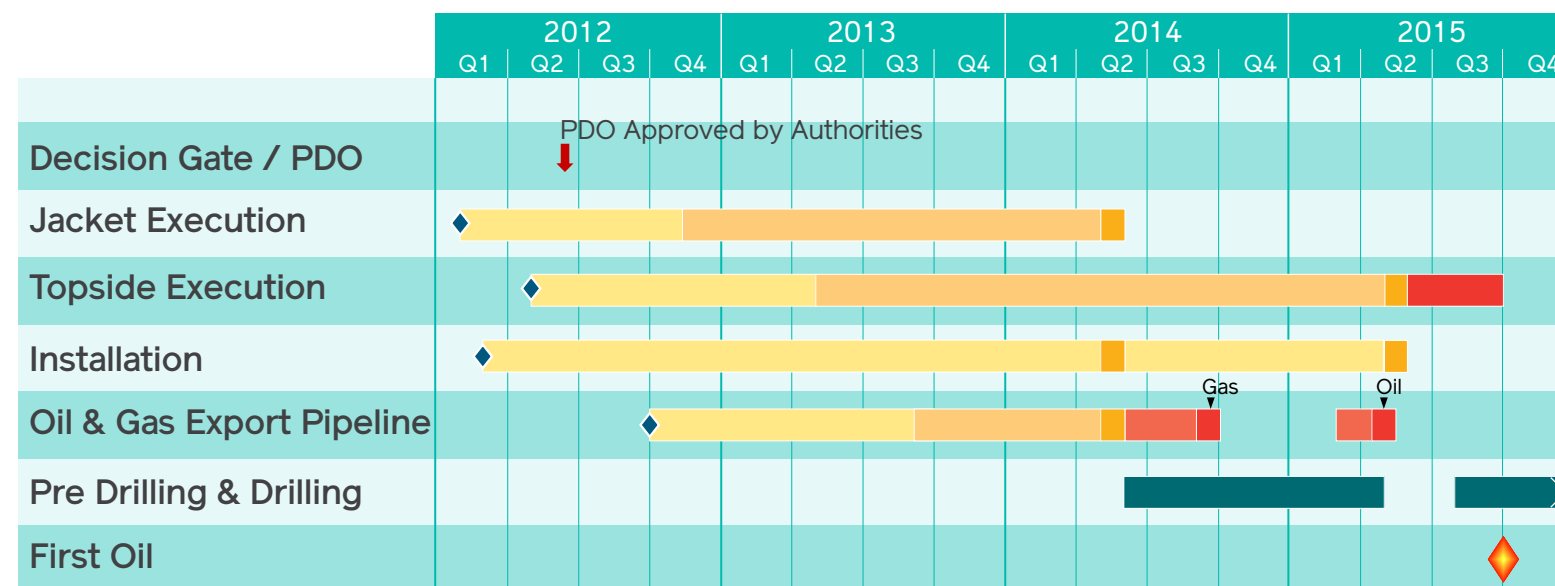 2012 2013 2014 2015
Q1 Q2 Q3 Q4 Q1 Q2 Q3 Q4 Q1 Q2 Q3 Q4 Q1 Q2 Q3 Q4
PDO Approved by Authorities
Decision Gate / PDO
Jacket Execution
Topside Execution
Installation
Gas Oil
Oil & Gas Export Pipeline
Pre Drilling & Drilling
First Oil